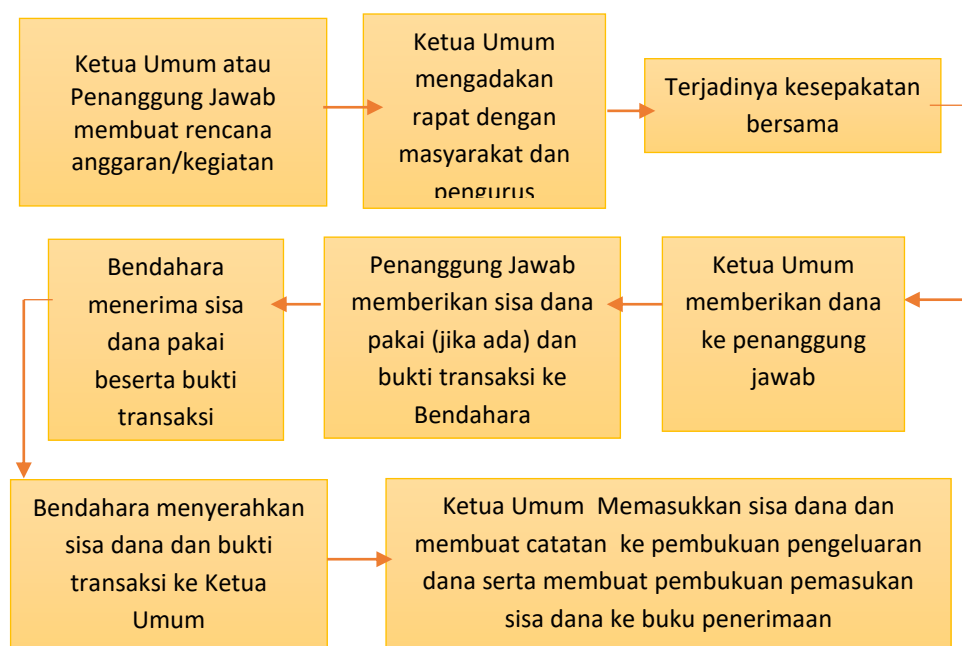 Ketua Umum atau
Penanggung Jawab
membuat rencana
anggaran/kegiatan
Ketua Umum
mengadakan
rapat dengan
masyarakat dan
pengurus
Terjadinya kesepakatan
bersama
Ketua Umum
memberikan dana
ke penanggung
jawab
Penanggung Jawab
memberikan sisa dana
pakai (jika ada) dan
bukti transaksi ke
Bendahara
Bendahara
menerima sisa
dana pakai
beserta bukti
transaksi
Bendahara menyerahkan
sisa dana dan bukti
transaksi ke Ketua
Umum
Ketua Umum Memasukkan sisa dana dan
membuat catatan ke pembukuan pengeluaran
dana serta membuat pembukuan pemasukan
sisa dana ke buku penerimaan